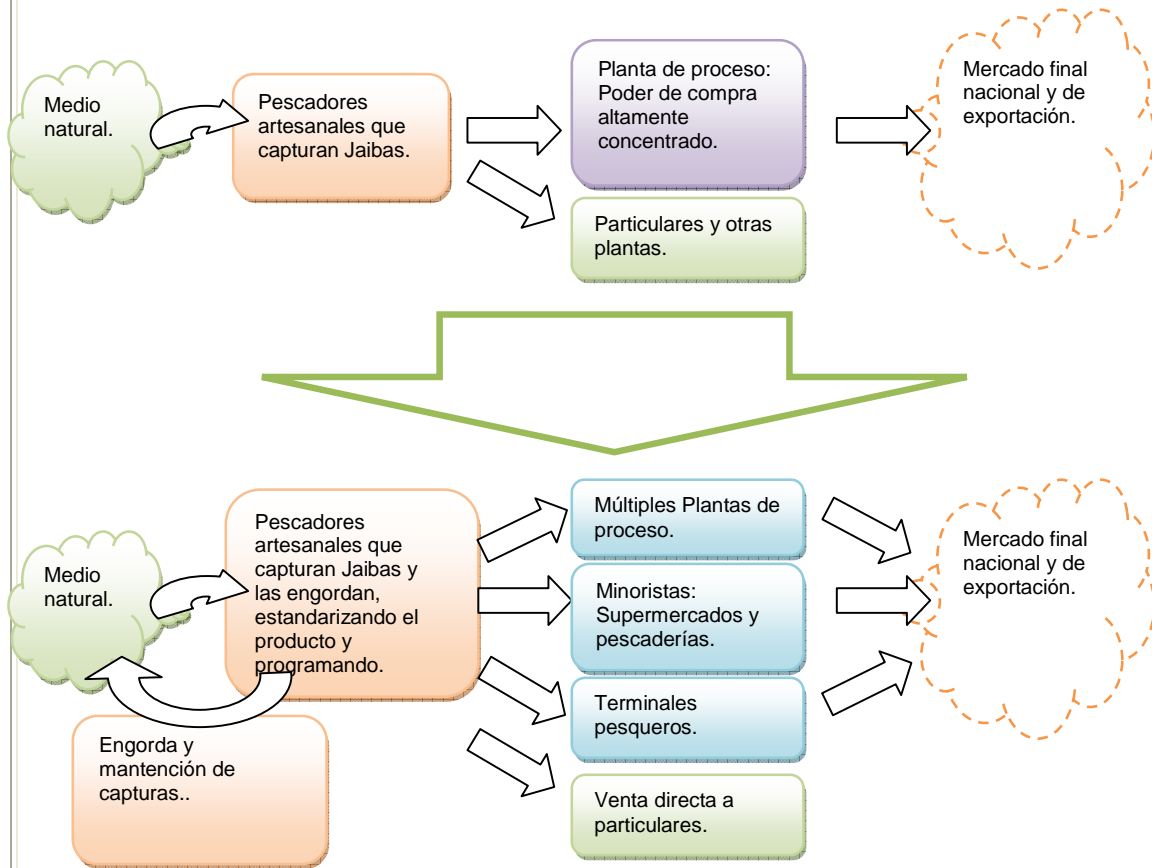 Medio
natural.
Pescadores
artesanales que
capturan Jaibas.
Planta de proceso:
Poder de compra
altamente
concentrado.
Particulares y otras
plantas.
Mercado final
nacional y de
exportación.
Medio
natural.
Pescadores
artesanales que
capturan Jaibas y
las engordan,
estandarizando el
producto y
programando.
Engorda y
mantención de
capturas..
Múltiples Plantas de
proceso.
Minoristas:
Supermercados y
pescaderías.
Terminales
pesqueros.
Venta directa a
particulares.
Mercado final
nacional y de
exportación.